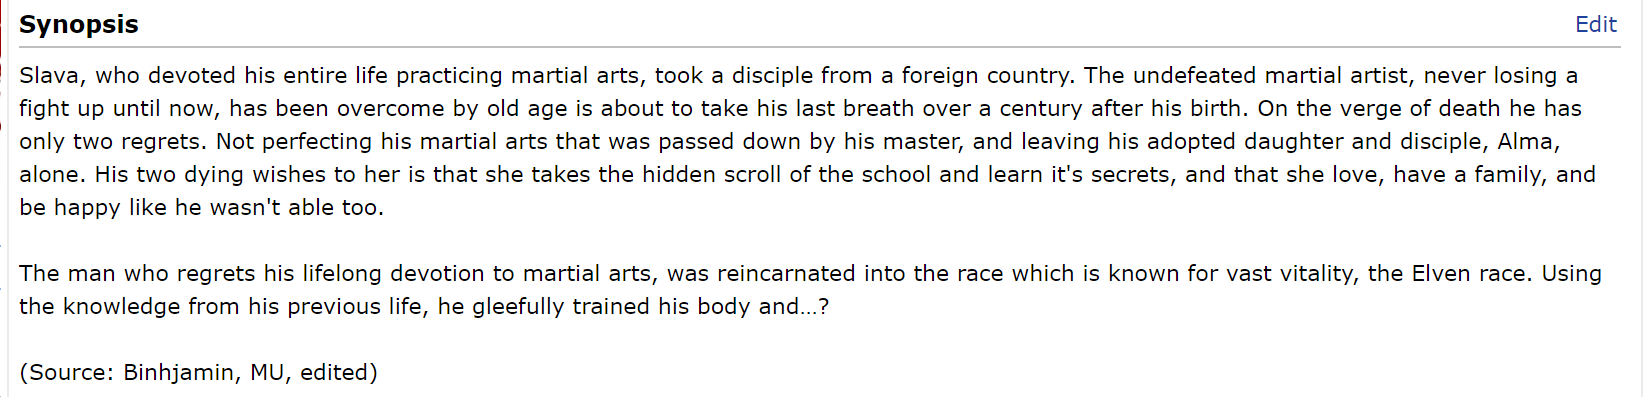 Synopsis
Edit
Slava, who devoted his entire life practicing martial arts, took a disciple from a foreign country. The undefeated martial artist, never losing a
fight up until now, has been overcome by old age is about to take his last breath over a century after his birth. On the verge of death he has
only two regrets. Not perfecting his martial arts that was passed down by his master, and leaving his adopted daughter and disciple, Alma,
alone. His two dying wishes to her is that she takes the hidden scroll of the school and learn it's secrets, and that she love, have a family, and
be happy like he wasn't able too.
The man who regrets his lifelong devotion to martial arts, was reincarnated into the race which is known for vast vitality, the Elven race. Using
the knowledge from his previous life, he gleefully trained his body and...?
(Source: Binhjamin, MU, edited)